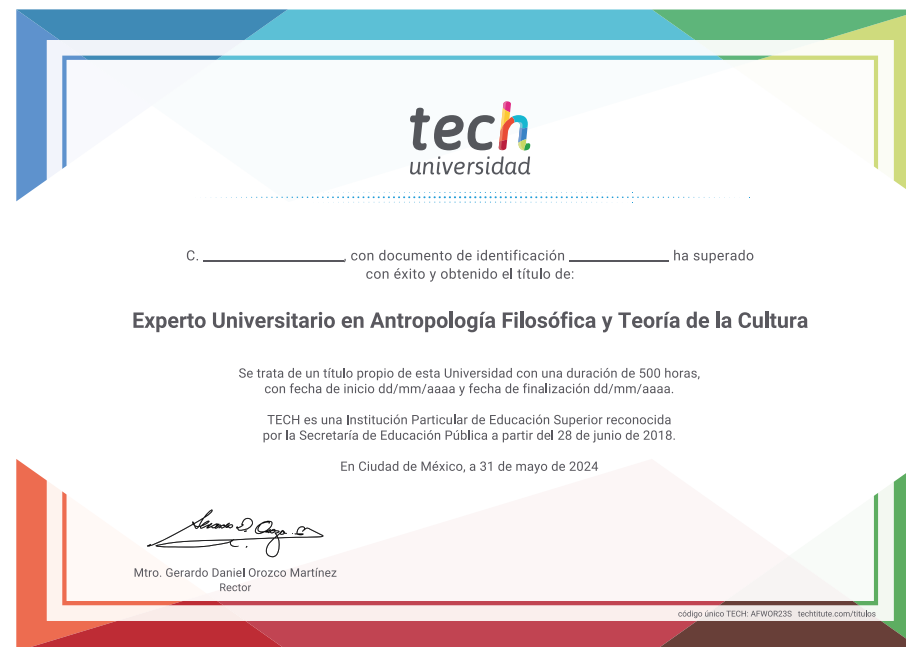 tech
universidad
C. ____________, con documento de identificación ____________ ha superado
con éxito y obtenido el título de:
Experto Universitario en Antropología Filosófica y Teoría de la Cultura
Se trata de un título propio de esta Universidad con una duración de 500 horas,
con fecha de inicio dd/mm/aaaa y fecha de finalización dd/mm/aaaa.
TECH es una Institución Particular de Educación Superior reconocida
por la Secretaría de Educación Pública a partir del 28 de junio de 2018.
En Ciudad de México, a 31 de mayo de 2024
Mtro. Gerardo Daniel Orozco Martínez
Rector
código único TECH: AFWOR23S techtitute.com/titulos